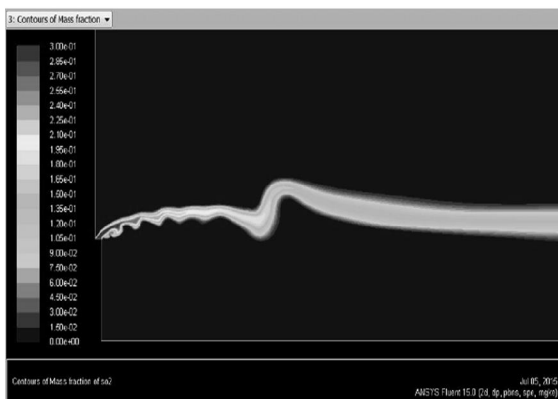 3: Contours of Mass fraction
3.00e-01
2.85e-01
2.70e-01
2.55e-01
2.40e-01
2.25e-01
2.10e-01
1.95e-01
1.80e-01
1.65e-01
1.50e-01
1.35e-01
1.20e-01
1.05e-01
9.00e-02
7.50e-02
6.00e-02
4.50e-02
3.00e-02
1.50e-02
0.00e+00
Contours of Mass fraction of so2
Jul 05, 2015
ANSYS Fluent 15.0 (2d, dp, pbns, spe, rngke)